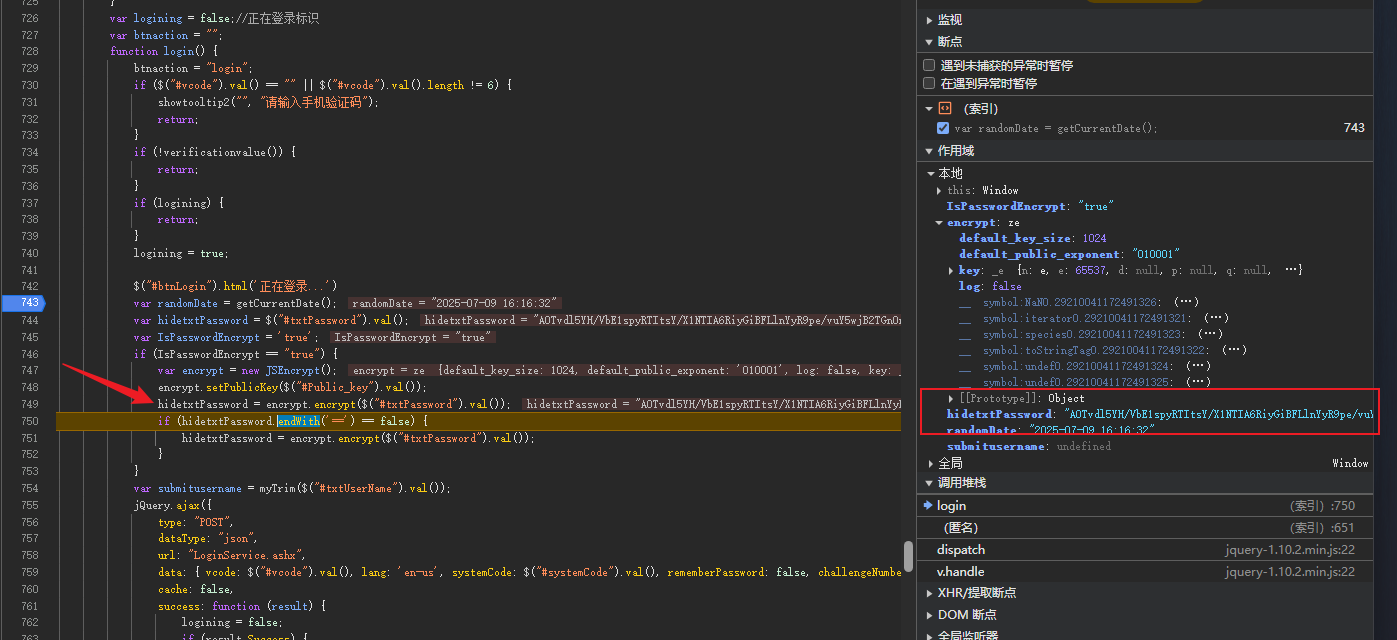 725 }
726 var logining = false;//正在登录标识
727 var btnaction = "";
728 function login() {
729 btnaction = "login";
730 if ($("#vcode").val() == "" || $("#vcode").val().length != 6) {
731 showtooltip2("", "请输入手机验证码");
732 return;
733 }
734 if (!verificationvalue()) {
735 return;
736 }
737 if (logining) {
738 return;
739 }
740 logining = true;
741
742 $("#btnLogin").html('正在登录...')
743 var randomDate = getCurrentDate(); randomDate = "2025-07-09 16:16:32"
744 var hidetxtPassword = $("#txtPassword").val(); hidetxtPassword = "AOTvdl5YH/VbE1spyRTItsY/X1NTIA6RiyGiBFLlnYyR9pe/vuY5wjB2TGnOr
745 var IsPasswordEncrypt = 'true'; IsPasswordEncrypt = "true"
746 if (IsPasswordEncrypt == "true") {
747 var encrypt = new JSEncrypt(); encrypt = ze {default_key_size: 1024, default_public_exponent: '010001', log: false, key: _
748 encrypt.setPublicKey($("#Public_key").val());
749 hidetxtPassword = encrypt.encrypt($("#txtPassword").val()); hidetxtPassword = "AOTvdl5YH/VbE1spyRTItsY/X1NTIA6RiyGiBFLlnYyR
750 if (hidetxtPassword.endWith('==') == false) {
751 hidetxtPassword = encrypt.encrypt($("#txtPassword").val());
752 }
753 }
754 var submitusername = myTrim($("#txtUserName").val());
755 jQuery.ajax({
756 type: "POST",
757 dataType: "json",
758 url: "LoginService.ashx",
759 data: { vcode: $("#vcode").val(), lang: 'en-us', systemCode: $("#systemCode").val(), rememberPassword: false, challengeNumbe
760 cache: false,
761 success: function (result) {
762 logining = false;
763 if (result.Success) {
监视
断点
遇到未捕获的异常时暂停
在遇到异常时暂停
(索引)
var randomDate = getCurrentDate(); 743
作用域
本地
this: Window
IsPasswordEncrypt: "true"
encrypt: ze
default_key_size: 1024
default_public_exponent: "010001"
key: _e {n: e, e: 65537, d: null, p: null, q: null, …}
log: false
__ symbol:NaN0.29210041172491326: (...)
__ symbol:iterator0.29210041172491321: (...)
__ symbol:species0.29210041172491323: (...)
__ symbol:toStringTag0.29210041172491322: (...)
__ symbol:undef0.29210041172491324: (...)
__ symbol:undef0.29210041172491325: (...)
[[Prototype]]: Object
hidetxtPassword: "AOTvdl5YH/VbE1spyRTItsY/X1NTIA6RiyGiBFLlnYyR9pe/vuY
randomDate: "2025-07-09 16:16:32"
submitusername: undefined
全局 Window
调用堆栈
login (索引):750
(匿名) (索引):651
dispatch jquery-1.10.2.min.js:22
v.handle jquery-1.10.2.min.js:22
XHR/提取断点
DOM 断点
全局监听器